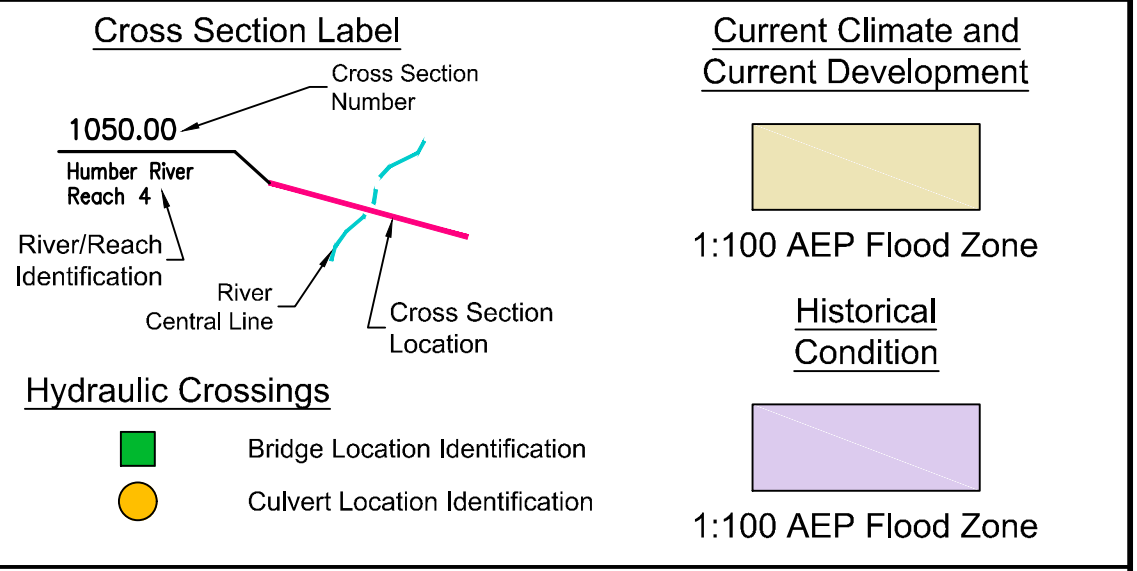 Cross Section Label
Cross Section
Number
1050.00
Humber River
Reach 4
River/Reach
Identification
River
Central Line
Cross Section
Location
Hydraulic Crossings
Bridge Location Identification
Culvert Location Identification
Current Climate and
Current Development
1:100 AEP Flood Zone
Historical
Condition
1:100 AEP Flood Zone